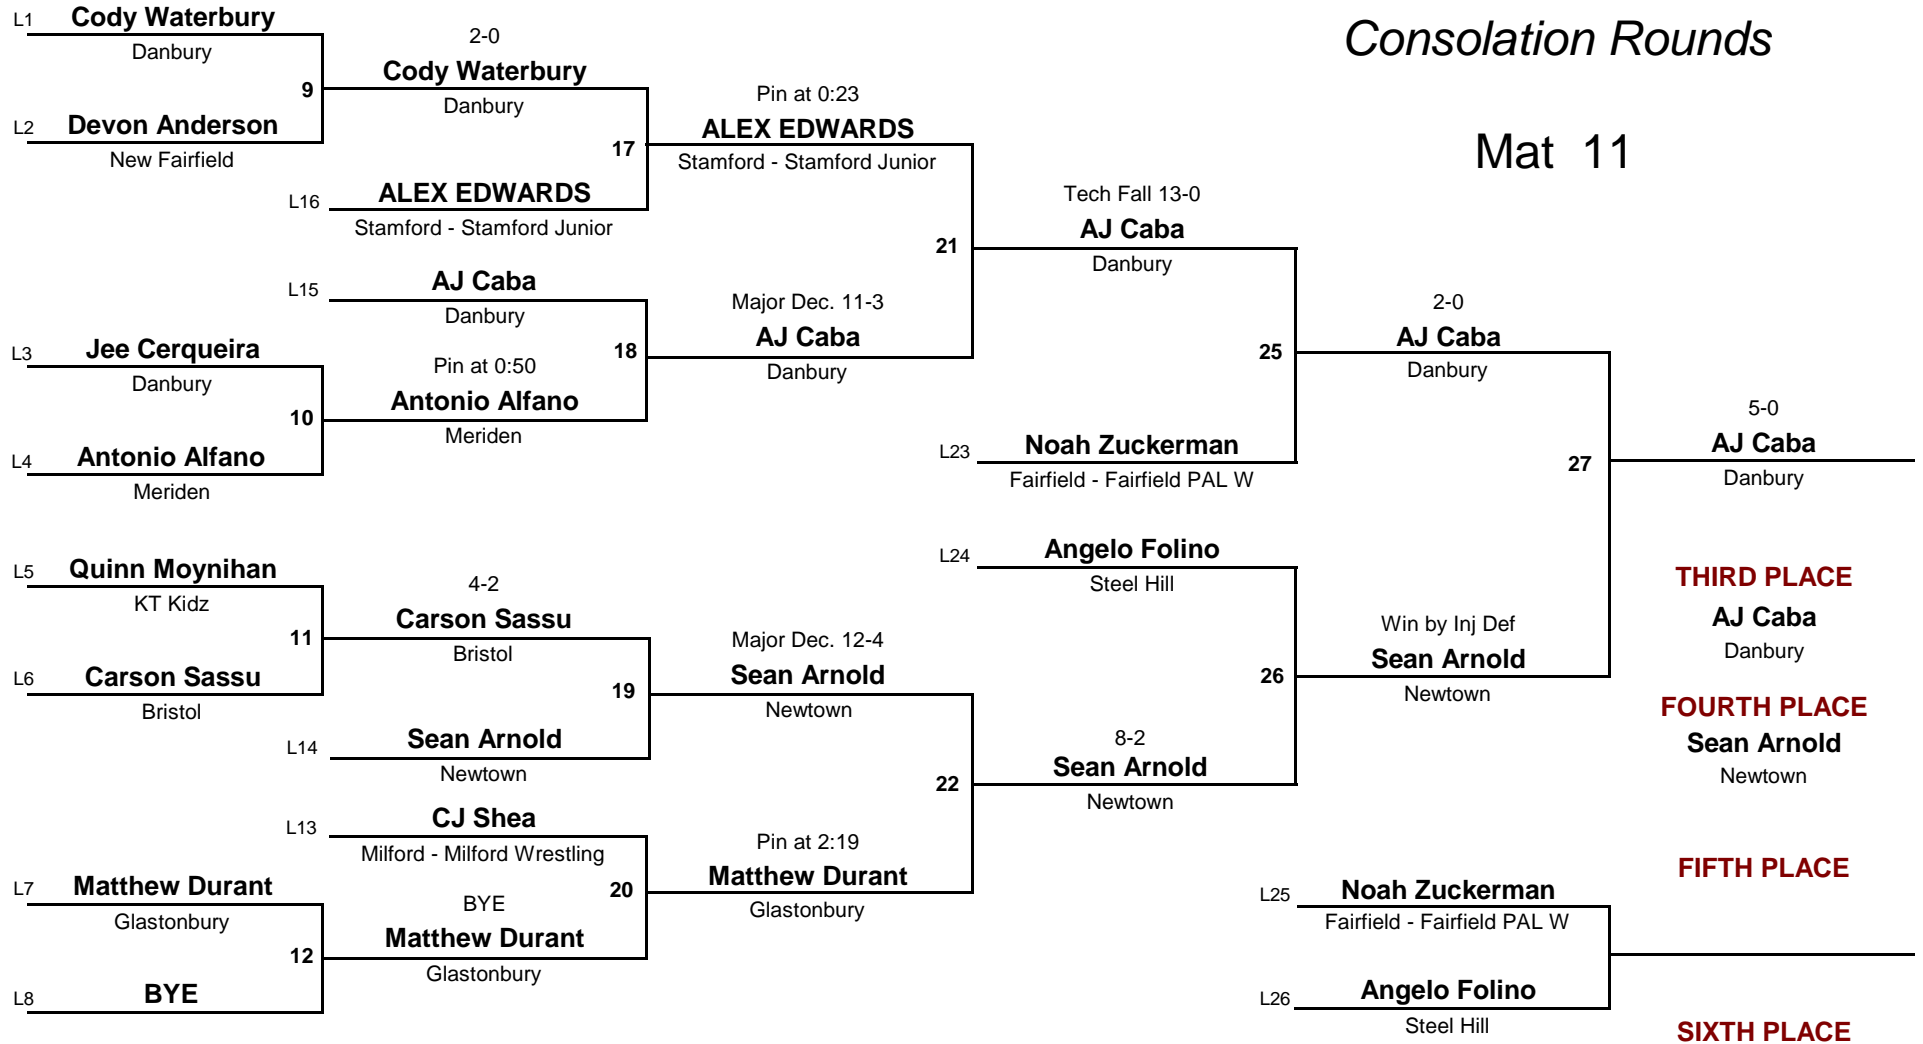 Consolation Rounds
Mat 11
L1 Cody Waterbury
Danbury
9
L2 Devon Anderson
New Fairfield
2-0
Cody Waterbury
Danbury
17
L16 ALEX EDWARDS
Stamford - Stamford Junior
Pin at 0:23
ALEX EDWARDS
Stamford - Stamford Junior
21
L15 AJ Caba
Danbury
18
L3 Jee Cerqueira
Danbury
10
L4 Antonio Alfano
Meriden
Pin at 0:50
Antonio Alfano
Meriden
Major Dec. 11-3
AJ Caba
Danbury
Tech Fall 13-0
AJ Caba
Danbury
25
L23 Noah Zuckerman
Fairfield - Fairfield PAL W
2-0
AJ Caba
Danbury
27
5-0
AJ Caba
Danbury
L5 Quinn Moynihan
KT Kidz
11
L6 Carson Sassu
Bristol
4-2
Carson Sassu
Bristol
19
L14 Sean Arnold
Newtown
Major Dec. 12-4
Sean Arnold
Newtown
22
L13 CJ Shea
Milford - Milford Wrestling
20
L7 Matthew Durant
Glastonbury
12
L8 BYE
BYE
Matthew Durant
Glastonbury
Pin at 2:19
Matthew Durant
Glastonbury
L24 Angelo Folino
Steel Hill
26
8-2
Sean Arnold
Newtown
Win by Inj Def
Sean Arnold
Newtown
THIRD PLACE
AJ Caba
Danbury
FOURTH PLACE
Sean Arnold
Newtown
L25 Noah Zuckerman
Fairfield - Fairfield PAL W
L26 Angelo Folino
Steel Hill
FIFTH PLACE
SIXTH PLACE